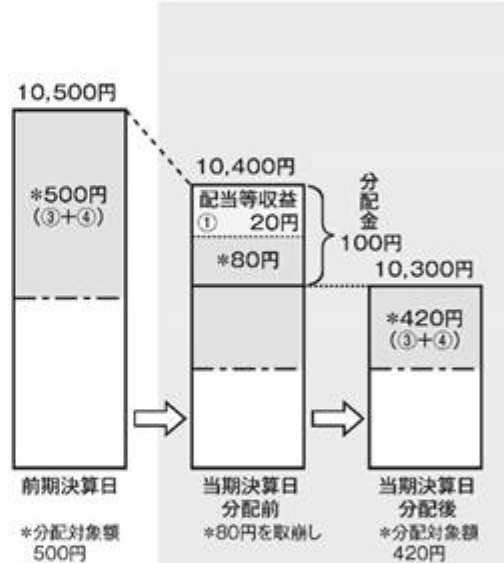 10,500円
*500円
(③+④)
前期決算日
*分配対象額
500円
10,400円
配当等収益
① 20円
*80円
分配金
100円
当期決算日
分配前
*80円を取崩し
10,300円
*420円
(③+④)
当期決算日
分配後
*分配対象額
420円